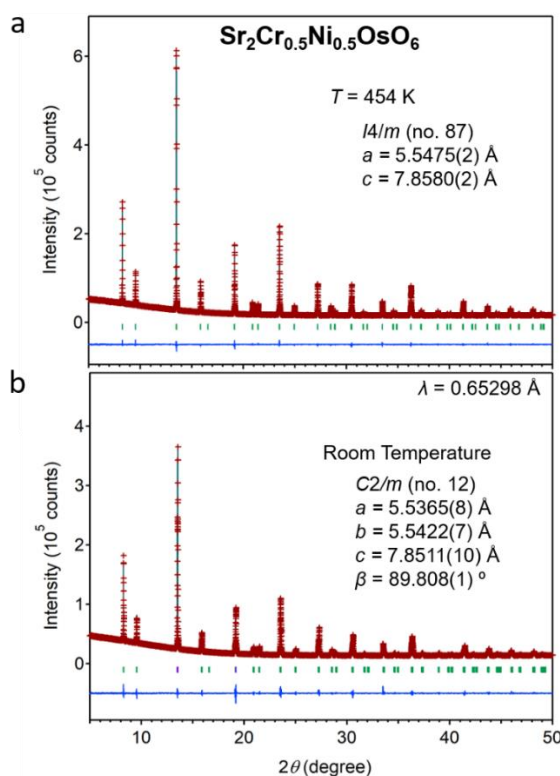 a
Sr2Cr0.5Ni0.5OsO6
T = 454 K
I4/m (no. 87)
a = 5.5475(2) Å
c = 7.8580(2) Å
Intensity (10^5 counts)
6
4
2
0
b
λ = 0.65298 Å
Room Temperature
C2/m (no. 12)
a = 5.5365(8) Å
b = 5.5422(7) Å
c = 7.8511(10) Å
β = 89.808(1) º
Intensity (10^5 counts)
4
3
2
1
0
10 20 30 40 50
2θ (degree)